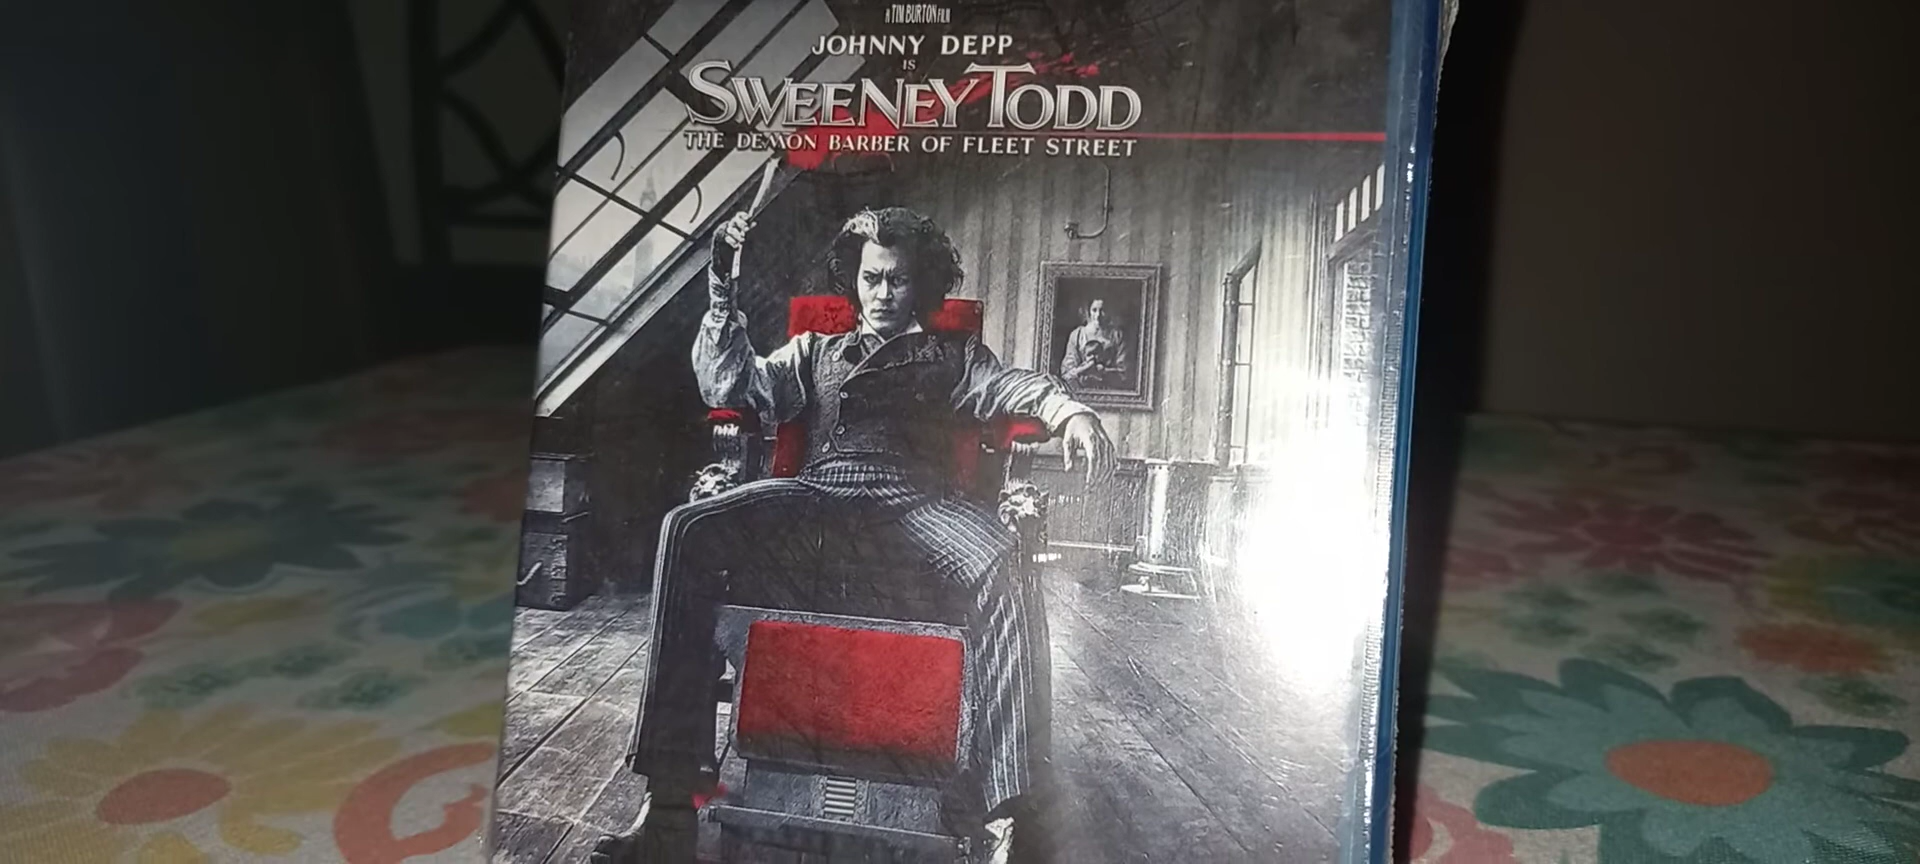 A TIM BURTON FILM
JOHNNY DEPP
IS
SWEENEY TODD
THE DEMON BARBER OF FLEET STREET